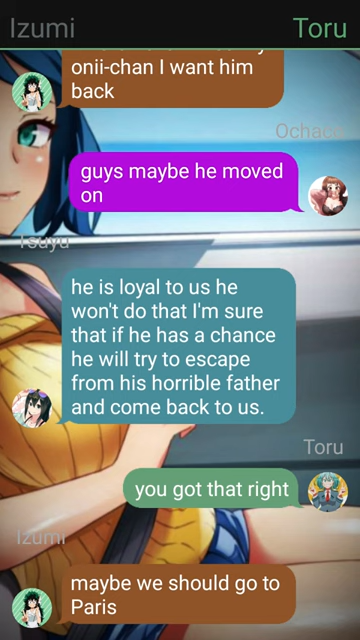 Izumi Toru
onii-chan I want him
back
Ochaco
guys maybe he moved
on
Tsuyu
he is loyal to us he
won't do that I'm sure
that if he has a chance
he will try to escape
from his horrible father
and come back to us.
Toru
you got that right
Izumi
maybe we should go to
Paris